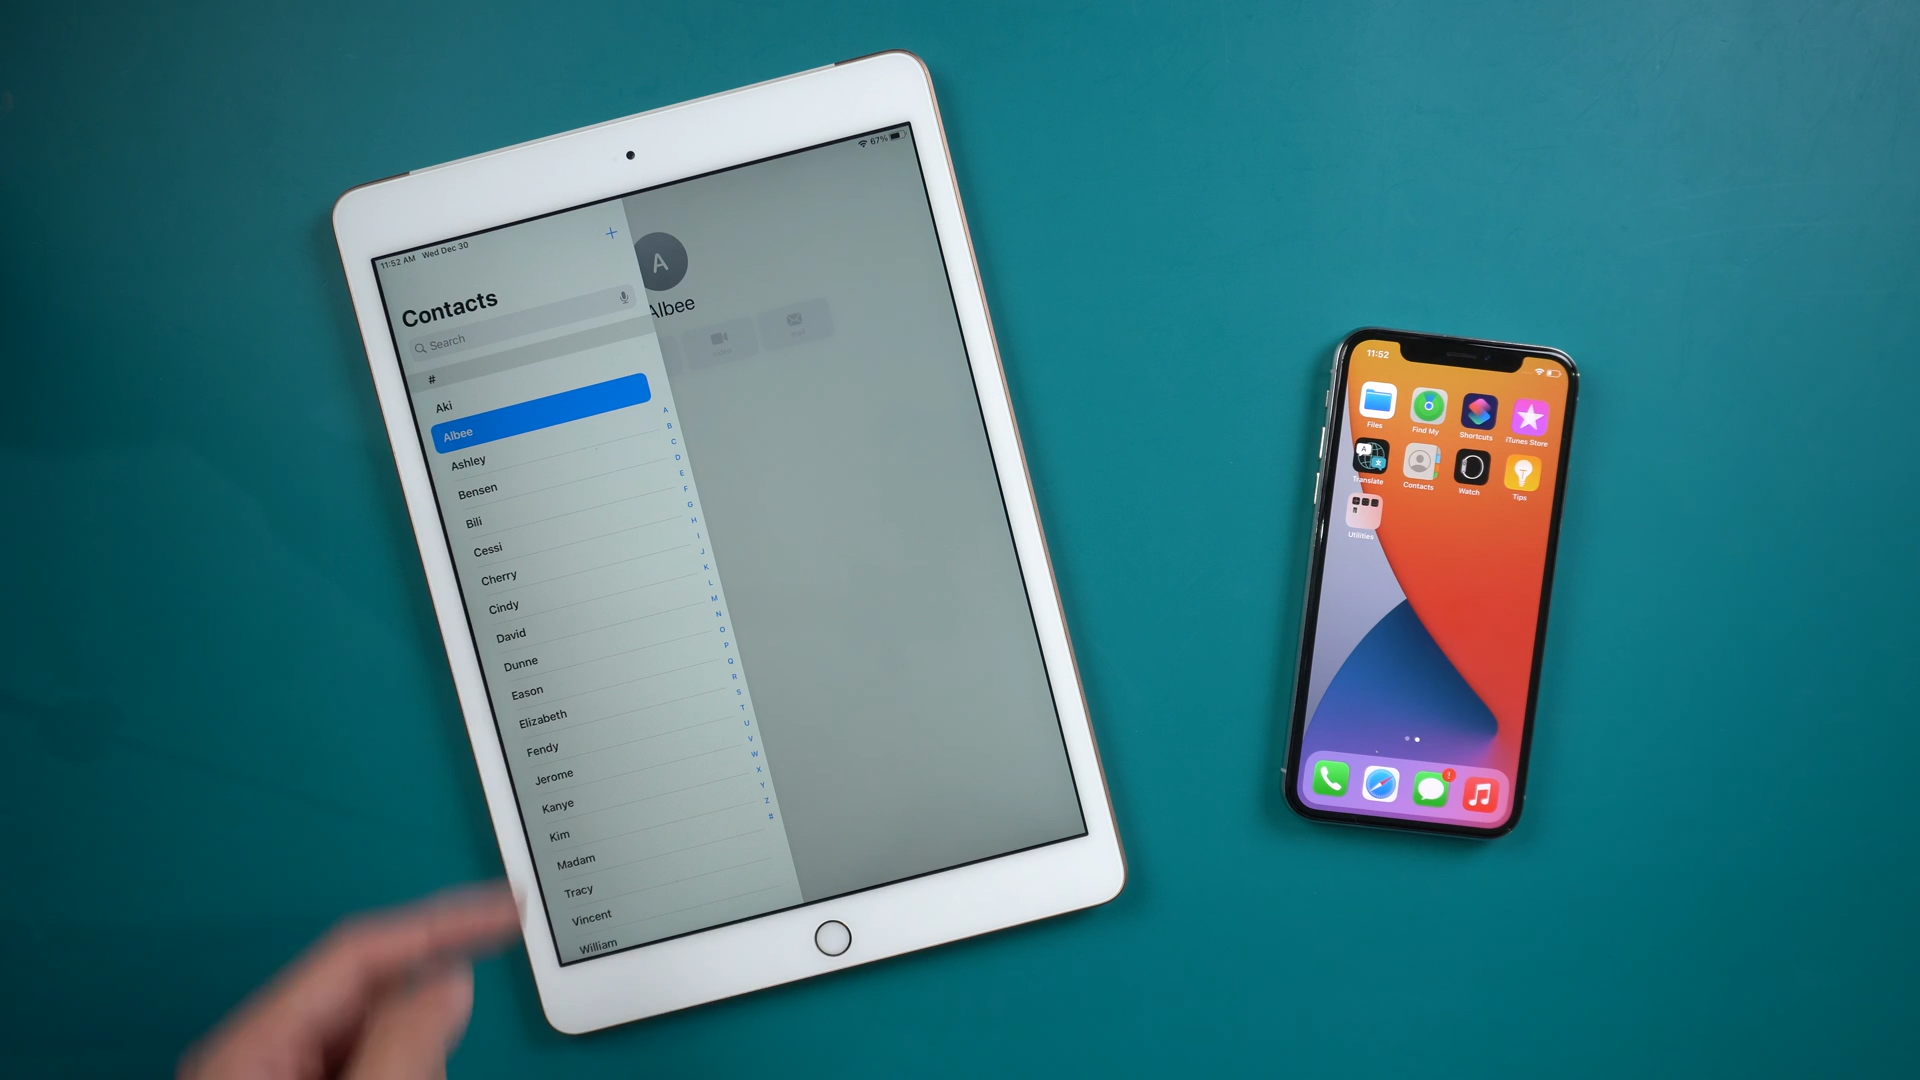 11:52 AM Wed Dec 30
67%
Contacts
Search
#
Aki
Albee
Ashley
Bensen
Bili
Cessi
Cherry
Cindy
David
Dunne
Eason
Elizabeth
Fendy
Jerome
Kanye
Kim
Madam
Tracy
Vincent
William
A
B
C
D
E
F
G
H
I
J
K
L
M
N
O
P
Q
R
S
T
U
V
W
X
Y
Z
#
A
Albee
11:52
Files
Find My
Shortcuts
iTunes Store
Translate
Contacts
Watch
Tips
Utilities